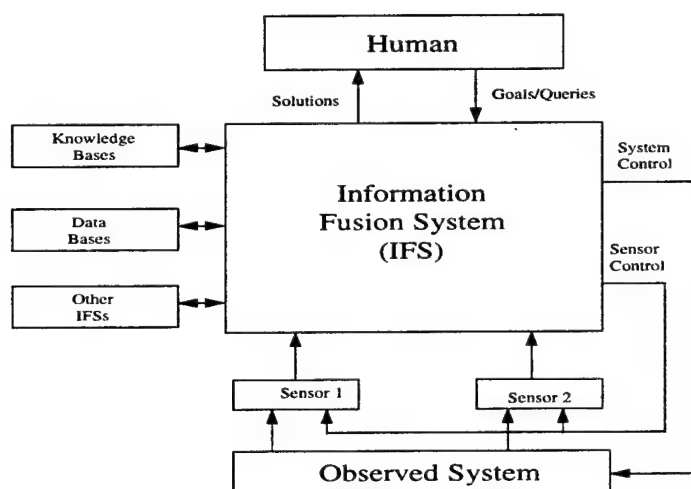 Human
Solutions
Goals/Queries
Knowledge
Bases
System
Control
Information
Fusion System
(IFS)
Data
Bases
Sensor
Control
Other
IFSs
Sensor 1
Sensor 2
Observed System